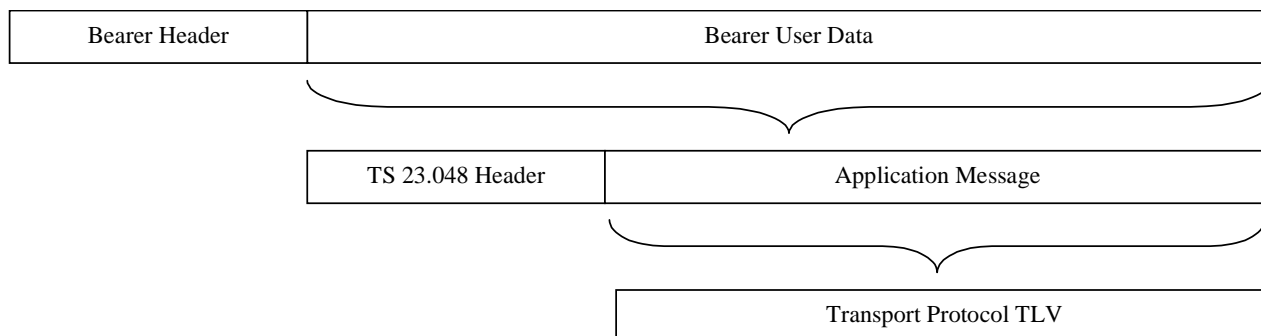 Bearer Header
Bearer User Data
TS 23.048 Header
Application Message
Transport Protocol TLV